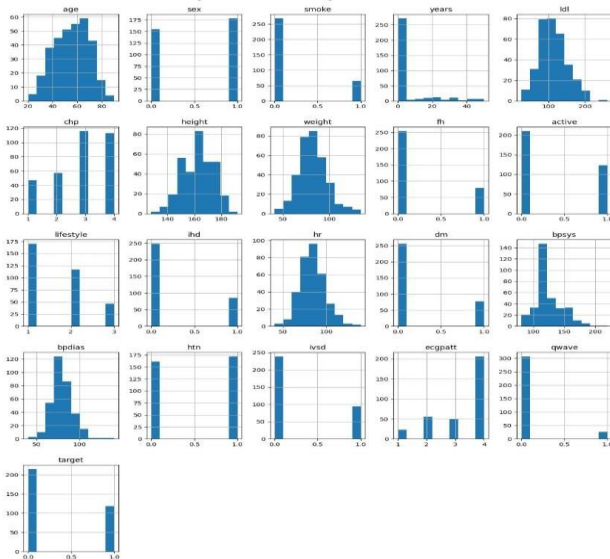 age sex smoke years ldl
60 50 40 30 20 10 0
175 150 125 100 75 50 25 0
250 200 150 100 50 0
250 200 150 100 50 0
80 60 40 20 0
20 40 60 80
0.0 0.5 1.0
0.0 0.5 1.0
0 20 40
100 200
chp height weight fh active
120 100 80 60 40 20 0
80 60 40 20 0
80 60 40 20 0
250 200 150 100 50 0
200 150 100 50 0
1 2 3 4
140 160 180
50 100
0.0 0.5 1.0
0.0 0.5 1.0
lifestyle ihd hr dm bpsys
175 150 125 100 75 50 25 0
250 200 150 100 50 0
100 80 60 40 20 0
250 200 150 100 50 0
140 120 100 80 60 40 20 0
1 2 3
0.0 0.5 1.0
50 100
0.0 0.5 1.0
100 150 200
bpdias htn ivsd ecgpatt qwave
120 100 80 60 40 20 0
175 150 125 100 75 50 25 0
250 200 150 100 50 0
200 150 100 50 0
300 250 200 150 100 50 0
50 100
0.0 0.5 1.0
0.0 0.5 1.0
1 2 3 4
0.0 0.5 1.0
target
200 150 100 50 0
0.0 0.5 1.0